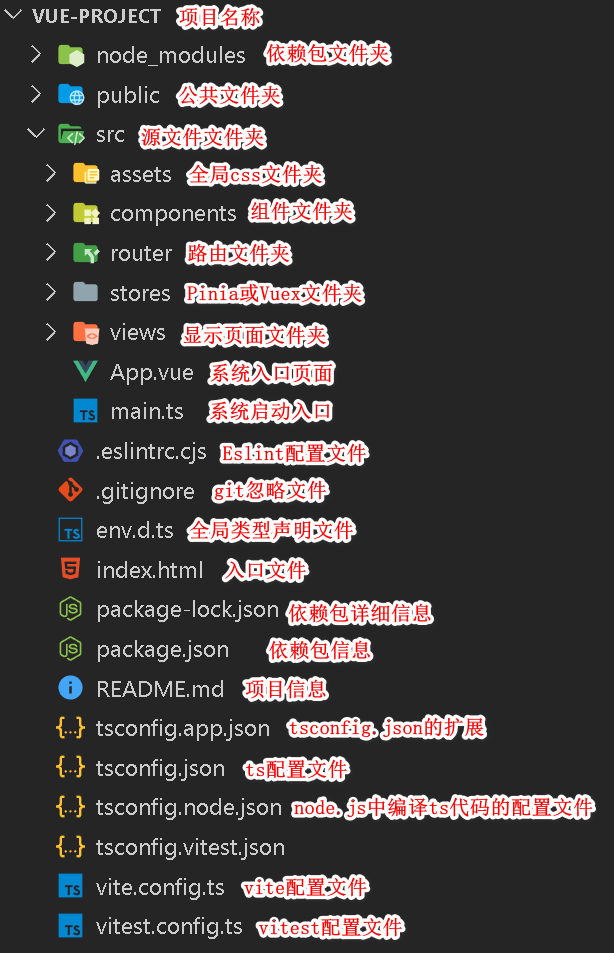 VUE-PROJECT 项目名称
node_modules 依赖包文件夹
public 公共文件夹
src 源文件文件夹
assets 全局css文件夹
components 组件文件夹
router 路由文件夹
stores Pinia或Vuex文件夹
views 显示页面文件夹
App.vue 系统入口页面
TS main.ts 系统启动入口
.eslintrc.cjs Eslint配置文件
.gitignore git忽略文件
TS env.d.ts 全局类型声明文件
5 index.html 入口文件
JS package-lock.json 依赖包详细信息
JS package.json 依赖包信息
i README.md 项目信息
{...} tsconfig.app.json tsconfig.json的扩展
{...} tsconfig.json ts配置文件
{...} tsconfig.node.json node.js中编译ts代码的配置文件
{...} tsconfig.vitest.json
TS vite.config.ts vite配置文件
TS vitest.config.ts vitest配置文件